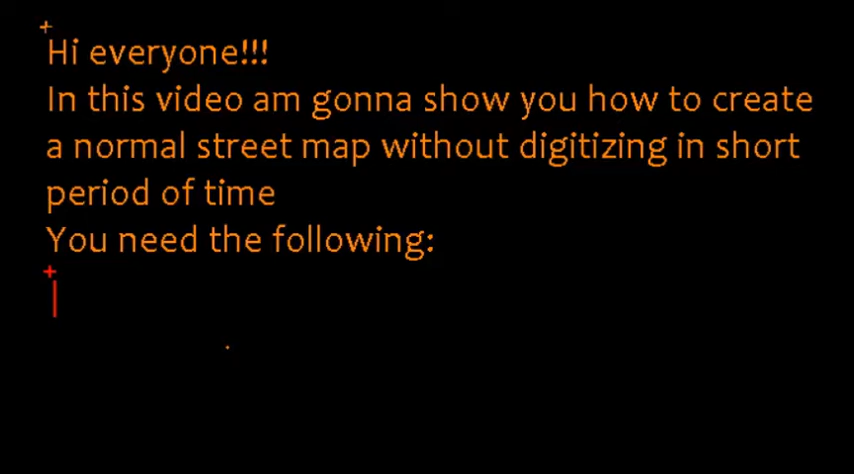 Hi everyone!!!
In this video am gonna show you how to create
a normal street map without digitizing in short
period of time
You need the following: